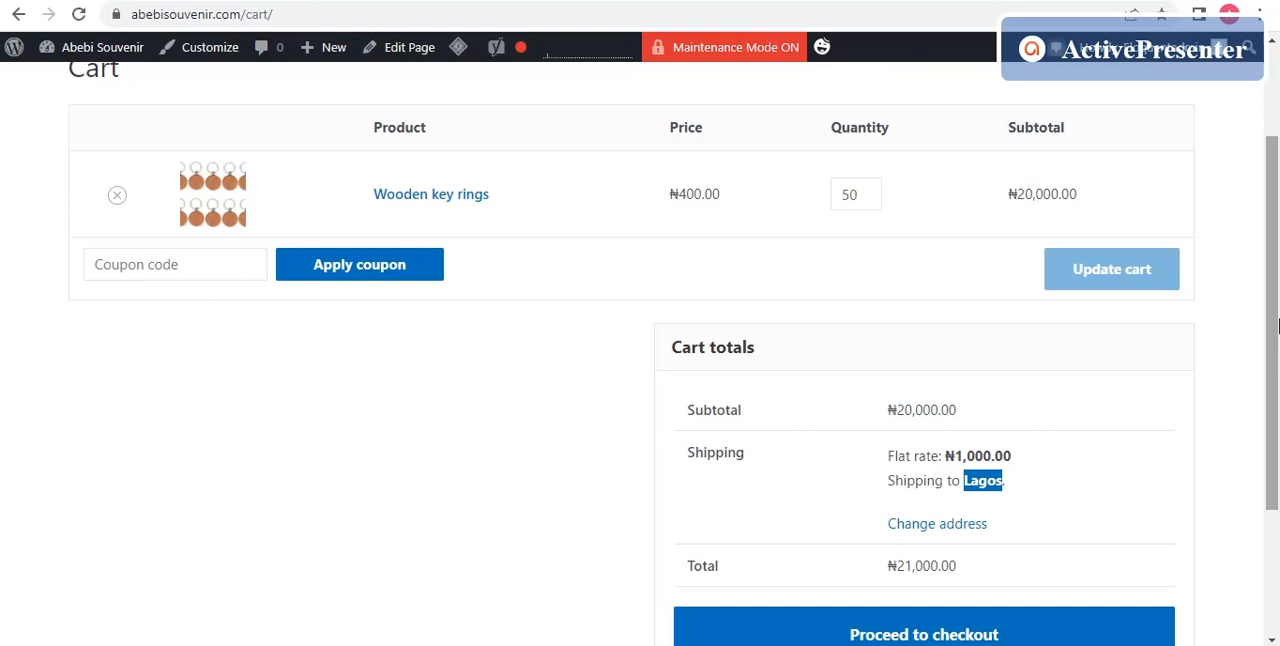 abebisouvenir.com/cart/
Abebi Souvenir Customize 0 New Edit Page Maintenance Mode ON
ActivePresenter
Cart
Product Price Quantity Subtotal
Wooden key rings ₦400.00 50 ₦20,000.00
Coupon code Apply coupon Update cart
Cart totals
Subtotal ₦20,000.00
Shipping Flat rate: ₦1,000.00
Shipping to Lagos.
Change address
Total ₦21,000.00
Proceed to checkout